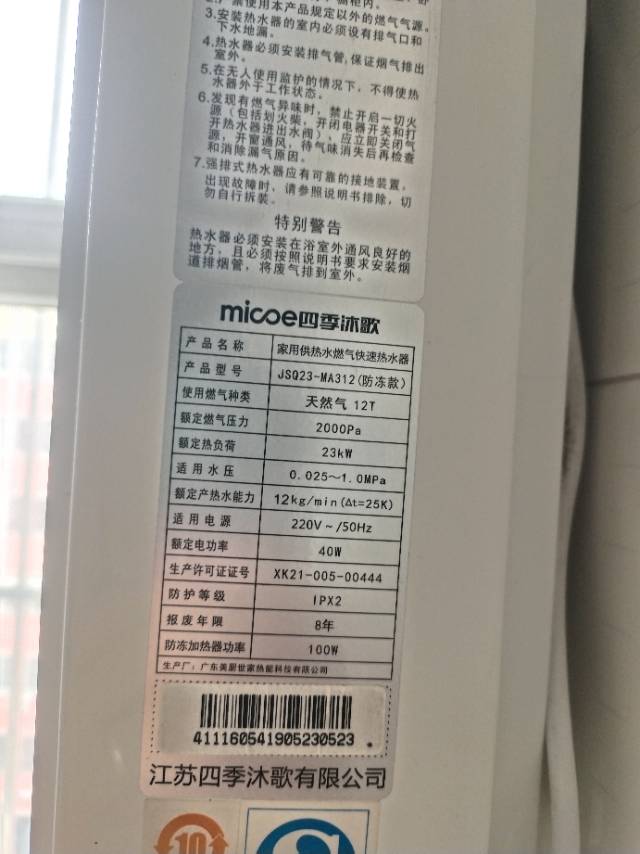 2.严禁使用本产品规定以外的燃气气源。
3.安装热水器的室内必须设有排气口和
下水地漏。
4.热水器必须安装排气管,保证烟气排出
室外。
5.在无人使用监护的情况下，不得使热
水器处于工作状态。
6.发现有燃气异味时，禁止开启一切火
源（包括划火柴，开闭电器开关和打
开热水器进出水阀），应立即关闭气
源，开窗通风，待气味消失后再检查
和消除漏气原因。
7.强排式热水器应有可靠的接地装置。
出现故障时，请参照说明书排除，切
勿自行拆装。
特别警告
热水器必须安装在浴室外通风良好的
地方，且必须按照说明书要求安装烟
道排烟管，将废气排到室外。
micoe四季沐歌
产品名称 家用供热水燃气快速热水器
产品型号 JSQ23-MA312(防冻款)
使用燃气种类 天然气 12T
额定燃气压力 2000Pa
额定热负荷 23kW
适用水压 0.025～1.0MPa
额定产热水能力 12kg/min(Δt=25K)
适用电源 220V～/50Hz
额定电功率 40W
生产许可证证号 XK21-005-00444
防护等级 IPX2
报废年限 8年
防冻加热器功率 100W
生产厂：广东美厨世家热能科技有限公司
411160541905230523
江苏四季沐歌有限公司
10